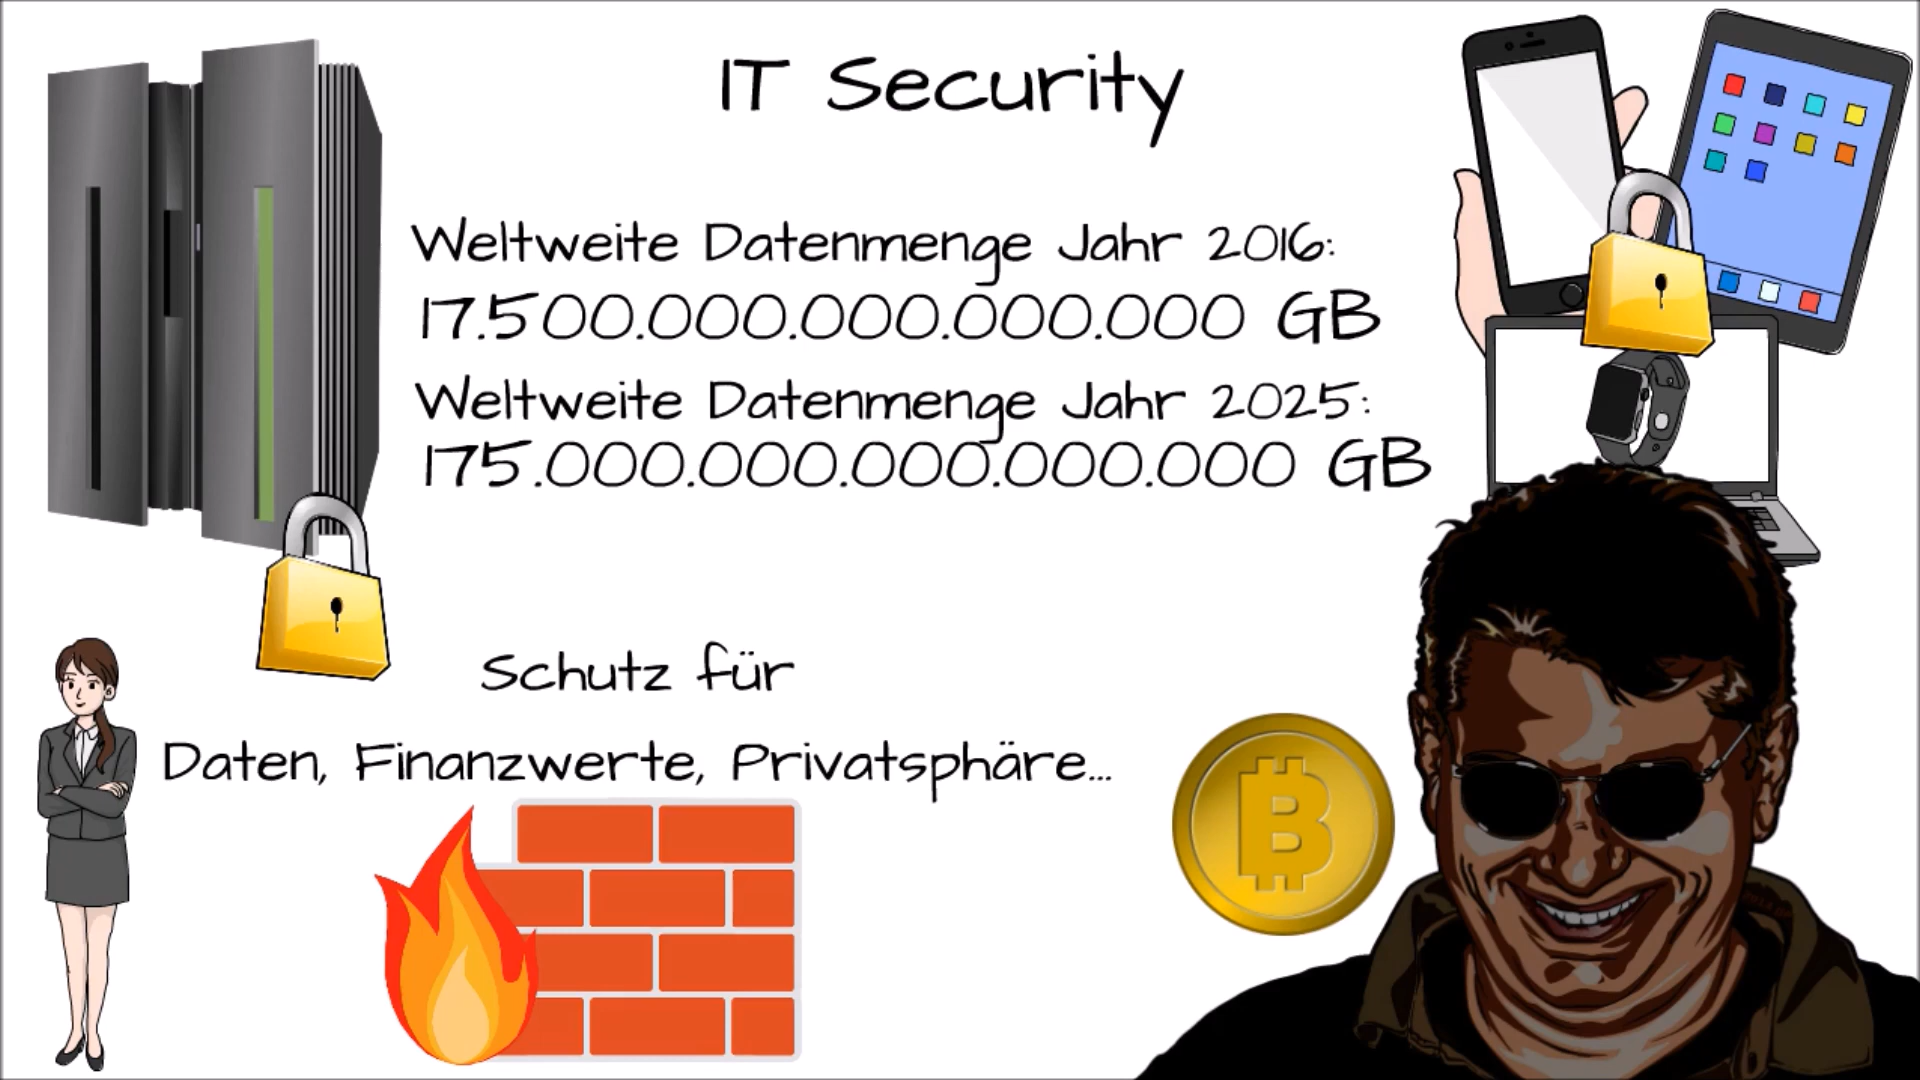 IT Security
Weltweite Datenmenge Jahr 2016:
17.500.000.000.000.000 GB
Weltweite Datenmenge Jahr 2025:
175.000.000.000.000.000 GB
Schutz für
Daten, Finanzwerte, Privatsphäre...